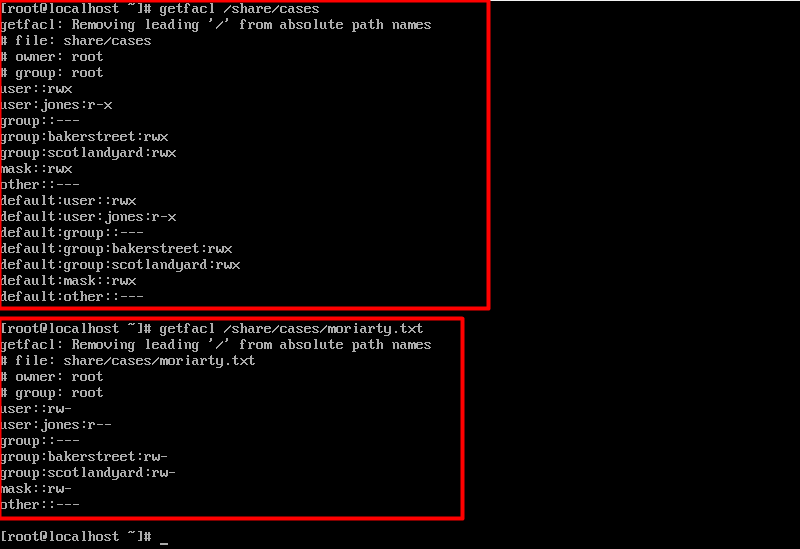 [root@localhost ~]# getfacl /share/cases
getfacl: Removing leading '/' from absolute path names
# file: share/cases
# owner: root
# group: root
user::rwx
user:jones:r-x
group::---
group:bakerstreet:rwx
group:scotlandyard:rwx
mask::rwx
other::---
default:user::rwx
default:user:jones:r-x
default:group::---
default:group:bakerstreet:rwx
default:group:scotlandyard:rwx
default:mask::rwx
default:other::---
[root@localhost ~]# getfacl /share/cases/moriarty.txt
getfacl: Removing leading '/' from absolute path names
# file: share/cases/moriarty.txt
# owner: root
# group: root
user::rw-
user:jones:r--
group::---
group:bakerstreet:rw-
group:scotlandyard:rw-
mask::rw-
other::---
[root@localhost ~]# _